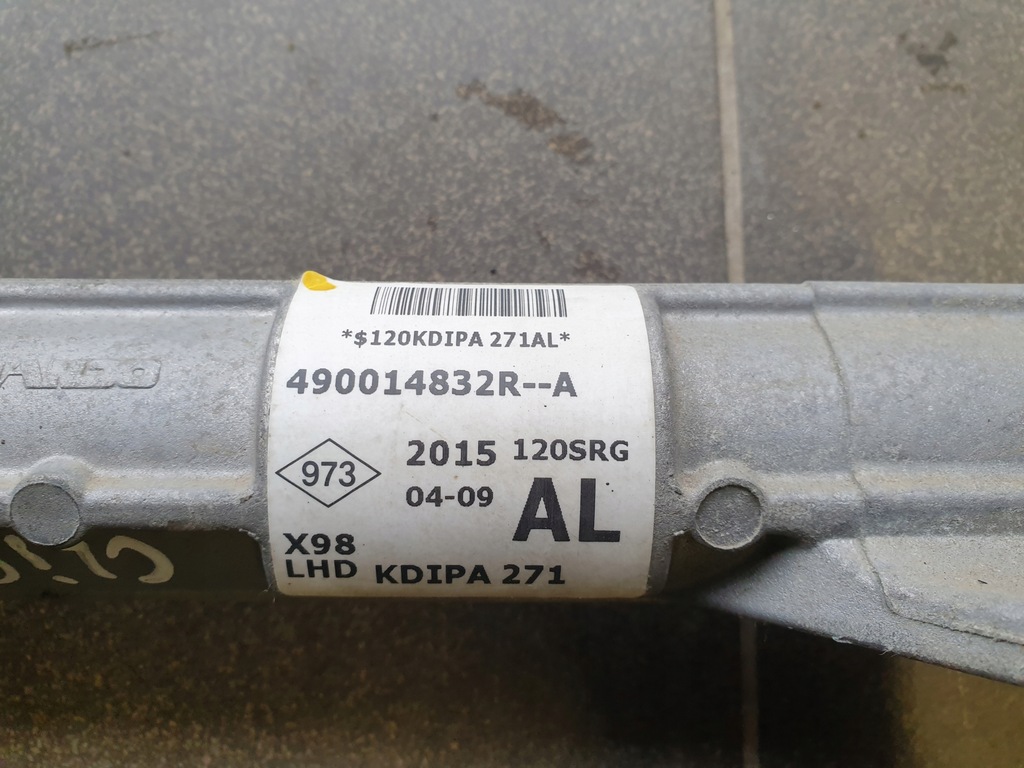 *$120KDIPA 271AL*
490014832R--A
973
2015 120SRG
04-09 AL
X98
LHD KDIPA 271